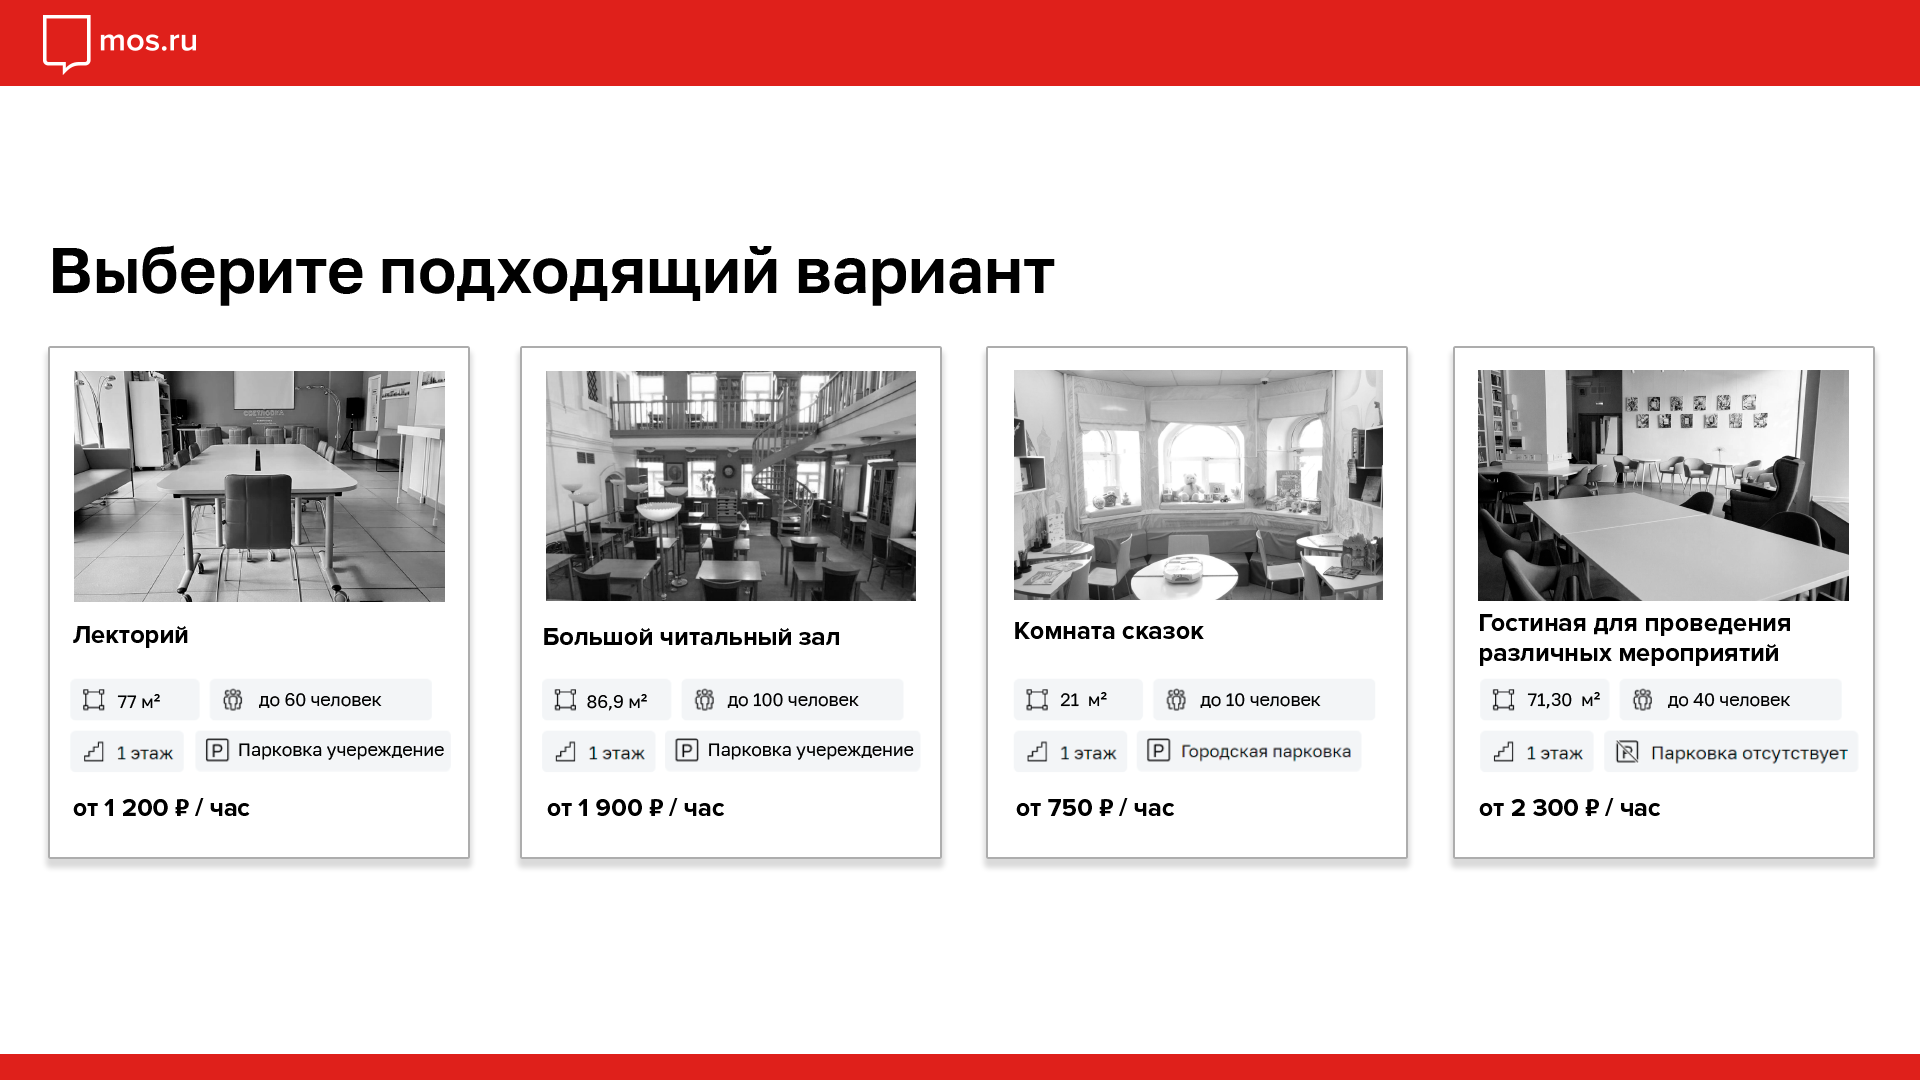 mos.ru
Выберите подходящий вариант
СВЕТЛОВКА
Лекторий
77 м²
до 60 человек
1 этаж
P
Парковка учереждение
от 1 200 ₽ / час
Большой читальный зал
86,9 м²
до 100 человек
1 этаж
P
Парковка учереждение
от 1 900 ₽ / час
Комната сказок
21 м²
до 10 человек
1 этаж
P
Городская парковка
от 750 ₽ / час
Гостиная для проведения
различных мероприятий
71,30 м²
до 40 человек
1 этаж
P
Парковка отсутствует
от 2 300 ₽ / час